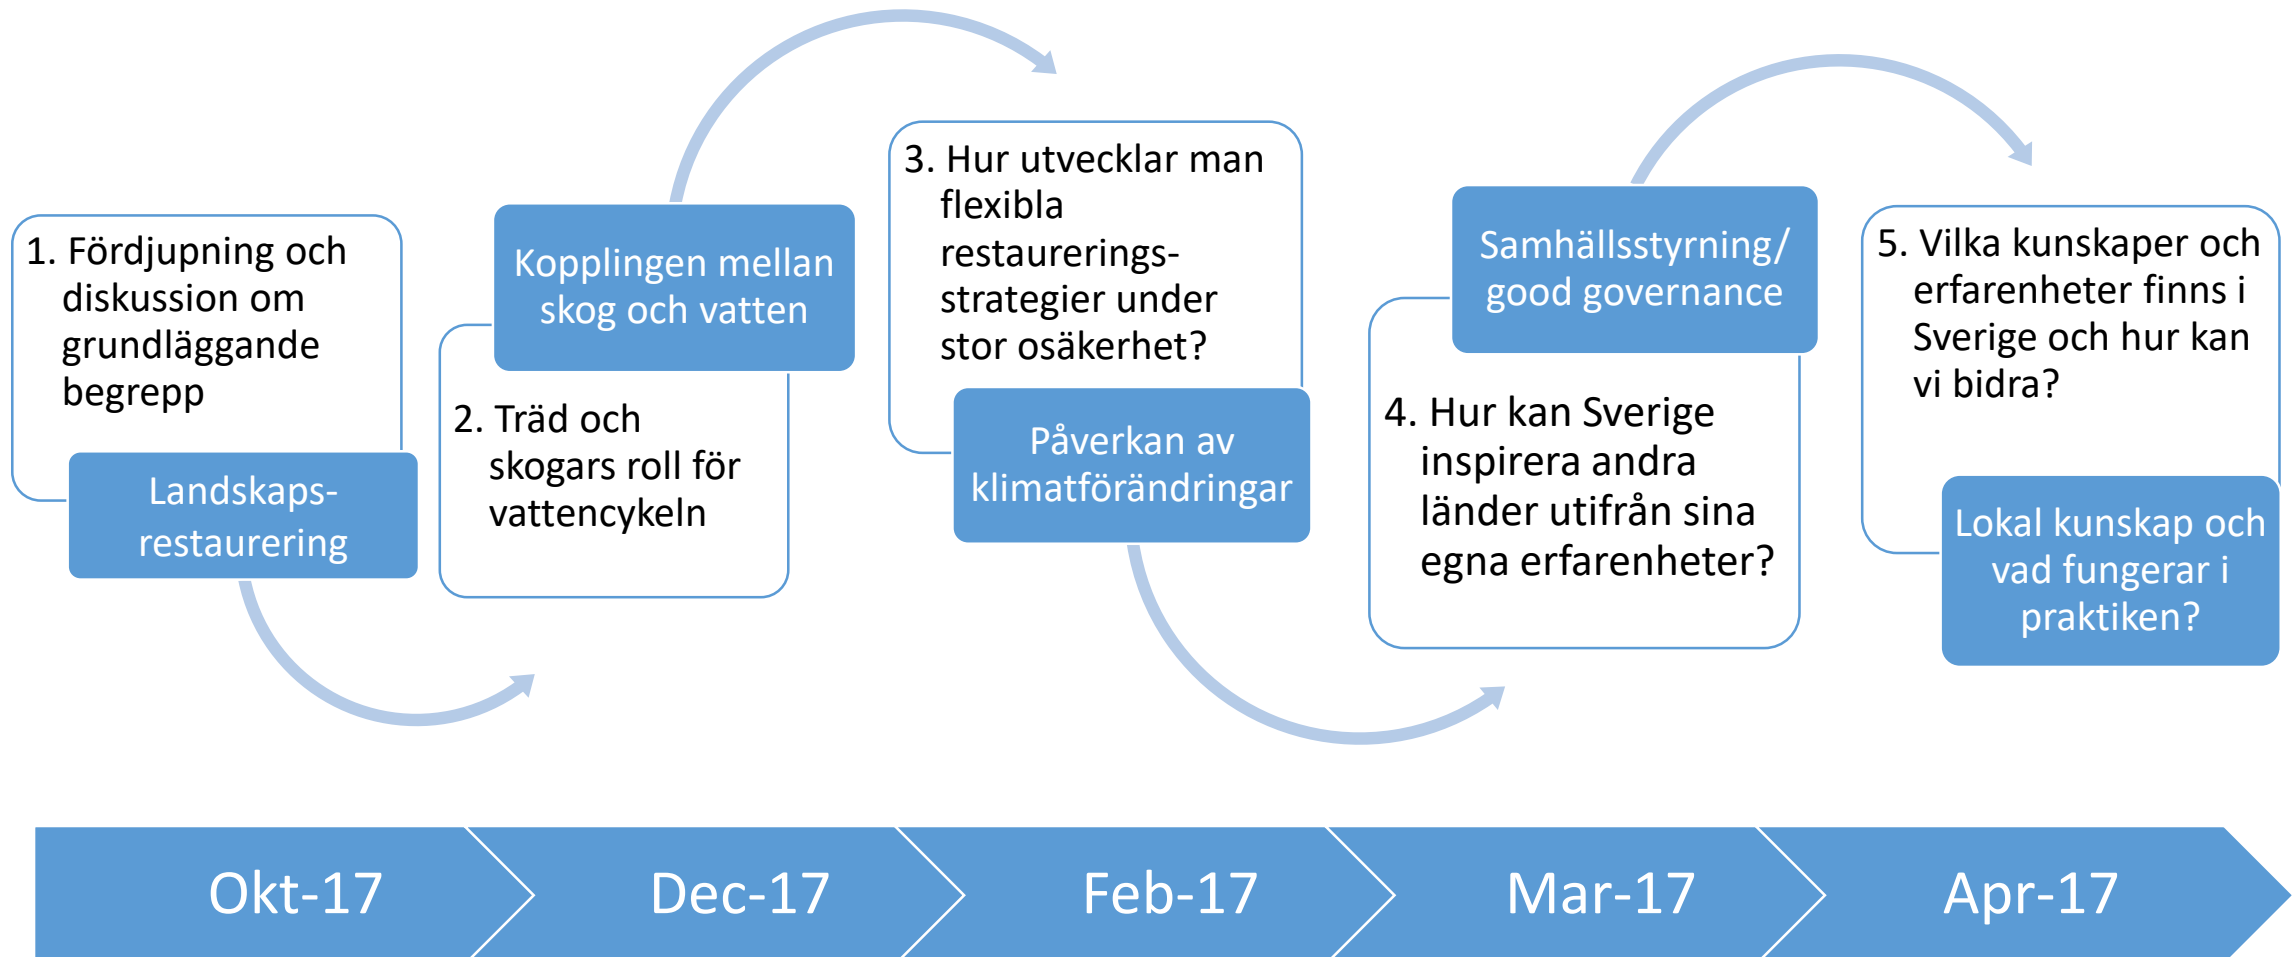 1. Fördjupning och
diskussion om
grundläggande
begrepp
Landskaps-
restaurering
Kopplingen mellan
skog och vatten
2. Träd och
skogars roll för
vattencykeln
3. Hur utvecklar man
flexibla
restaurerings-
strategier under
stor osäkerhet?
Påverkan av
klimatförändringar
Samhällsstyrning/
good governance
4. Hur kan Sverige
inspirera andra
länder utifrån sina
egna erfarenheter?
5. Vilka kunskaper och
erfarenheter finns i
Sverige och hur kan
vi bidra?
Lokal kunskap och
vad fungerar i
praktiken?
Okt-17
Dec-17
Feb-17
Mar-17
Apr-17